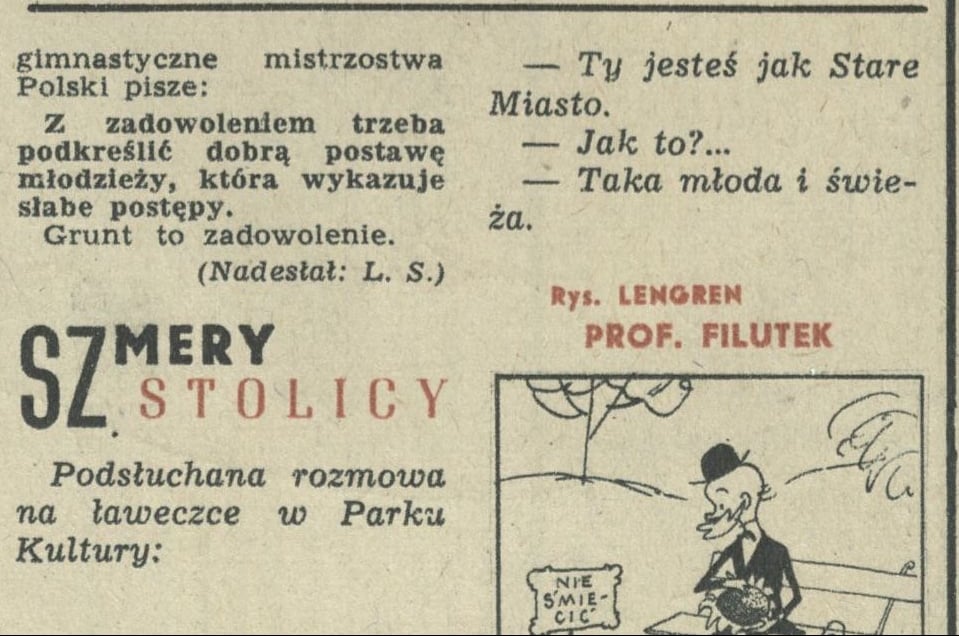 gimnastyczne mistrzostwa
Polski pisze:
Z zadowoleniem trzeba
podkreślić dobrą postawę
młodzieży, która wykazuje
słabe postępy.
Grunt to zadowolenie.
(Nadesłał: L. S.)
SZMERY
STOLICY
Podsłuchana rozmowa
na ławeczce w Parku
Kultury:
— Ty jesteś jak Stare
Miasto.
— Jak to?...
— Taka młoda i świe-
ża.
Rys. LENGREN
PROF. FILUTEK
NIE
ŚMIE-
CIĆ